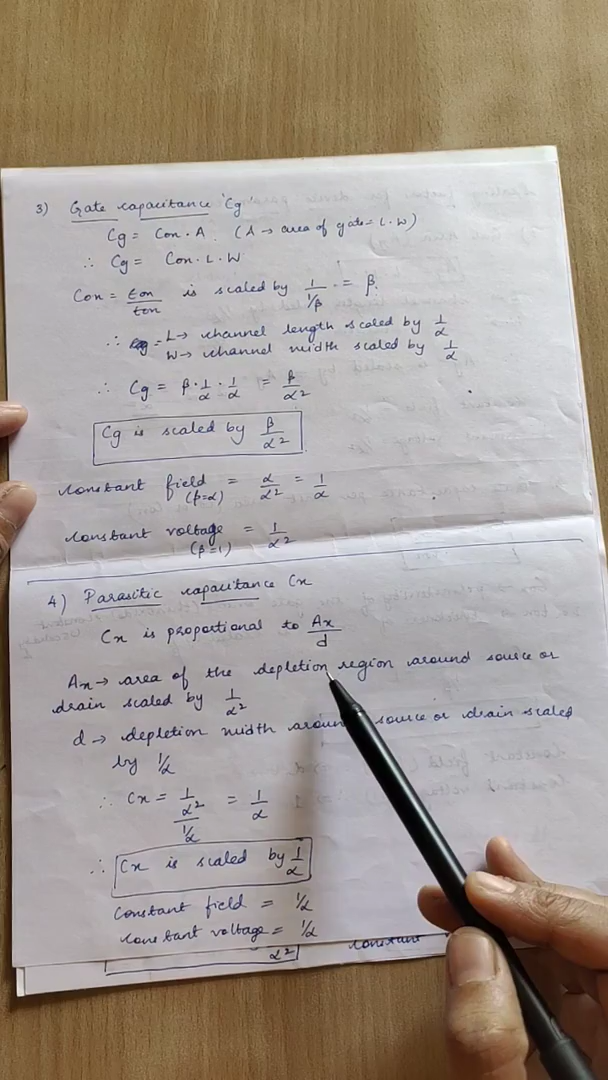 3) Gate capacitance 'Cg
Cg = Cox · A. (A → area of gate = L · W)
∴ Cg = Cox · L · W
Cox = εox/tox is scaled by 1/1/β = β.
∴ = L → channel length scaled by 1/α
W → channel width scaled by 1/α
∴ Cg = β · 1/α · 1/α = β/α²
Cg is scaled by β/α²
constant field = α/α² = 1/α
(β=α)
constant voltage = 1/α²
(β=1)
4) Parasitic capacitance Cx
Cx is proportional to Ax/d
Ax → area of the depletion region around source or
drain scaled by 1/α²
d → depletion width around source or drain scaled
by 1/α
∴ Cx = 1/α²/1/α = 1/α
∴ Cx is scaled by 1/α
Constant field = 1/α
constant voltage = 1/α
α² constant